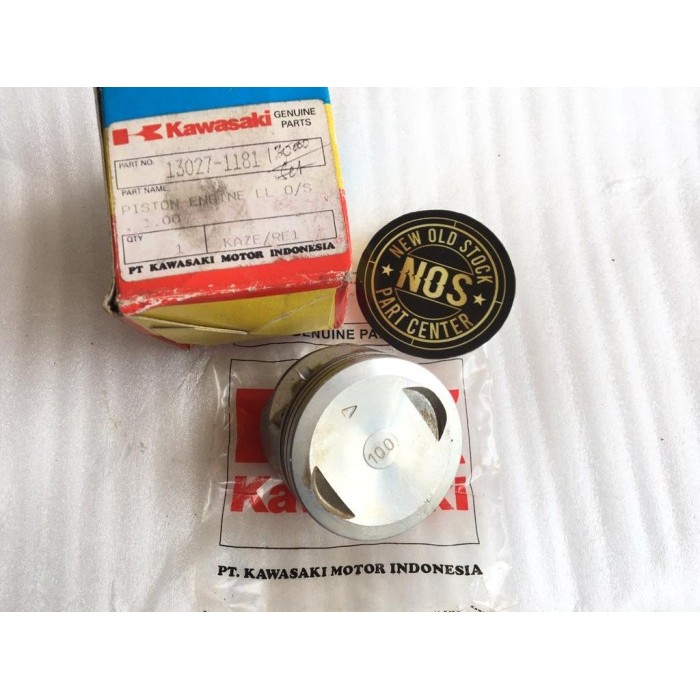 Kawasaki GENUINE PARTS
PART NO. 13027-1181
PART NAME
PISTON ENGINE LL O/S
.00
QTY 1 KAZE/RE1
PT KAWASAKI MOTOR INDONESIA
NEW OLD STOCK
NOS
PART CENTER
GENUINE PA
100
Kawasaki
PT. KAWASAKI MOTOR INDONESIA